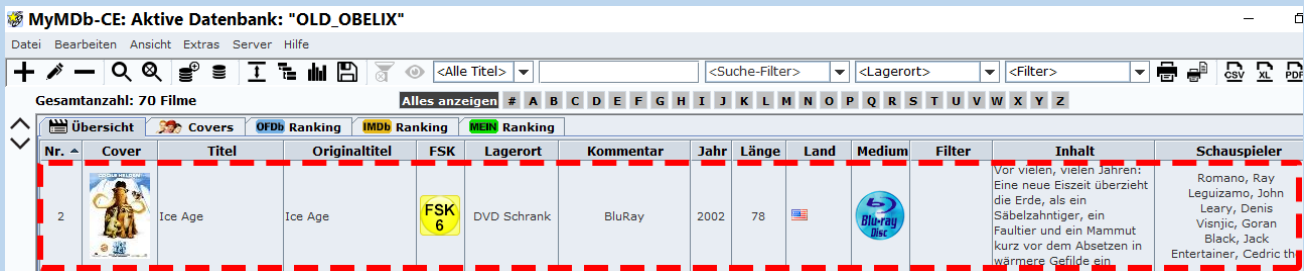 MyMDb-CE: Aktive Datenbank: "OLD_OBELIX"
Datei Bearbeiten Ansicht Extras Server Hilfe
<Alle Titel> <Suche-Filter> <Lagerort> <Filter> CSV XL PDF
Gesamtanzahl: 70 Filme Alles anzeigen # A B C D E F G H I J K L M N O P Q R S T U V W X Y Z
Übersicht Covers OFDb Ranking IMDb Ranking MEIN Ranking
Nr. Cover Titel Originaltitel FSK Lagerort Kommentar Jahr Länge Land Medium Filter Inhalt Schauspieler
2 Ice Age Ice Age FSK 6 DVD Schrank BluRay 2002 78 Blu-ray Disc
Vor vielen, vielen Jahren:
Eine neue Eiszeit überzieht
die Erde, als ein
Säbelzahntiger, ein
Faultier und ein Mammut
kurz vor dem Absetzen in
wärmere Gefilde ein
Romano, Ray
Leguizamo, John
Leary, Denis
Visnjic, Goran
Black, Jack
Entertainer, Cedric th